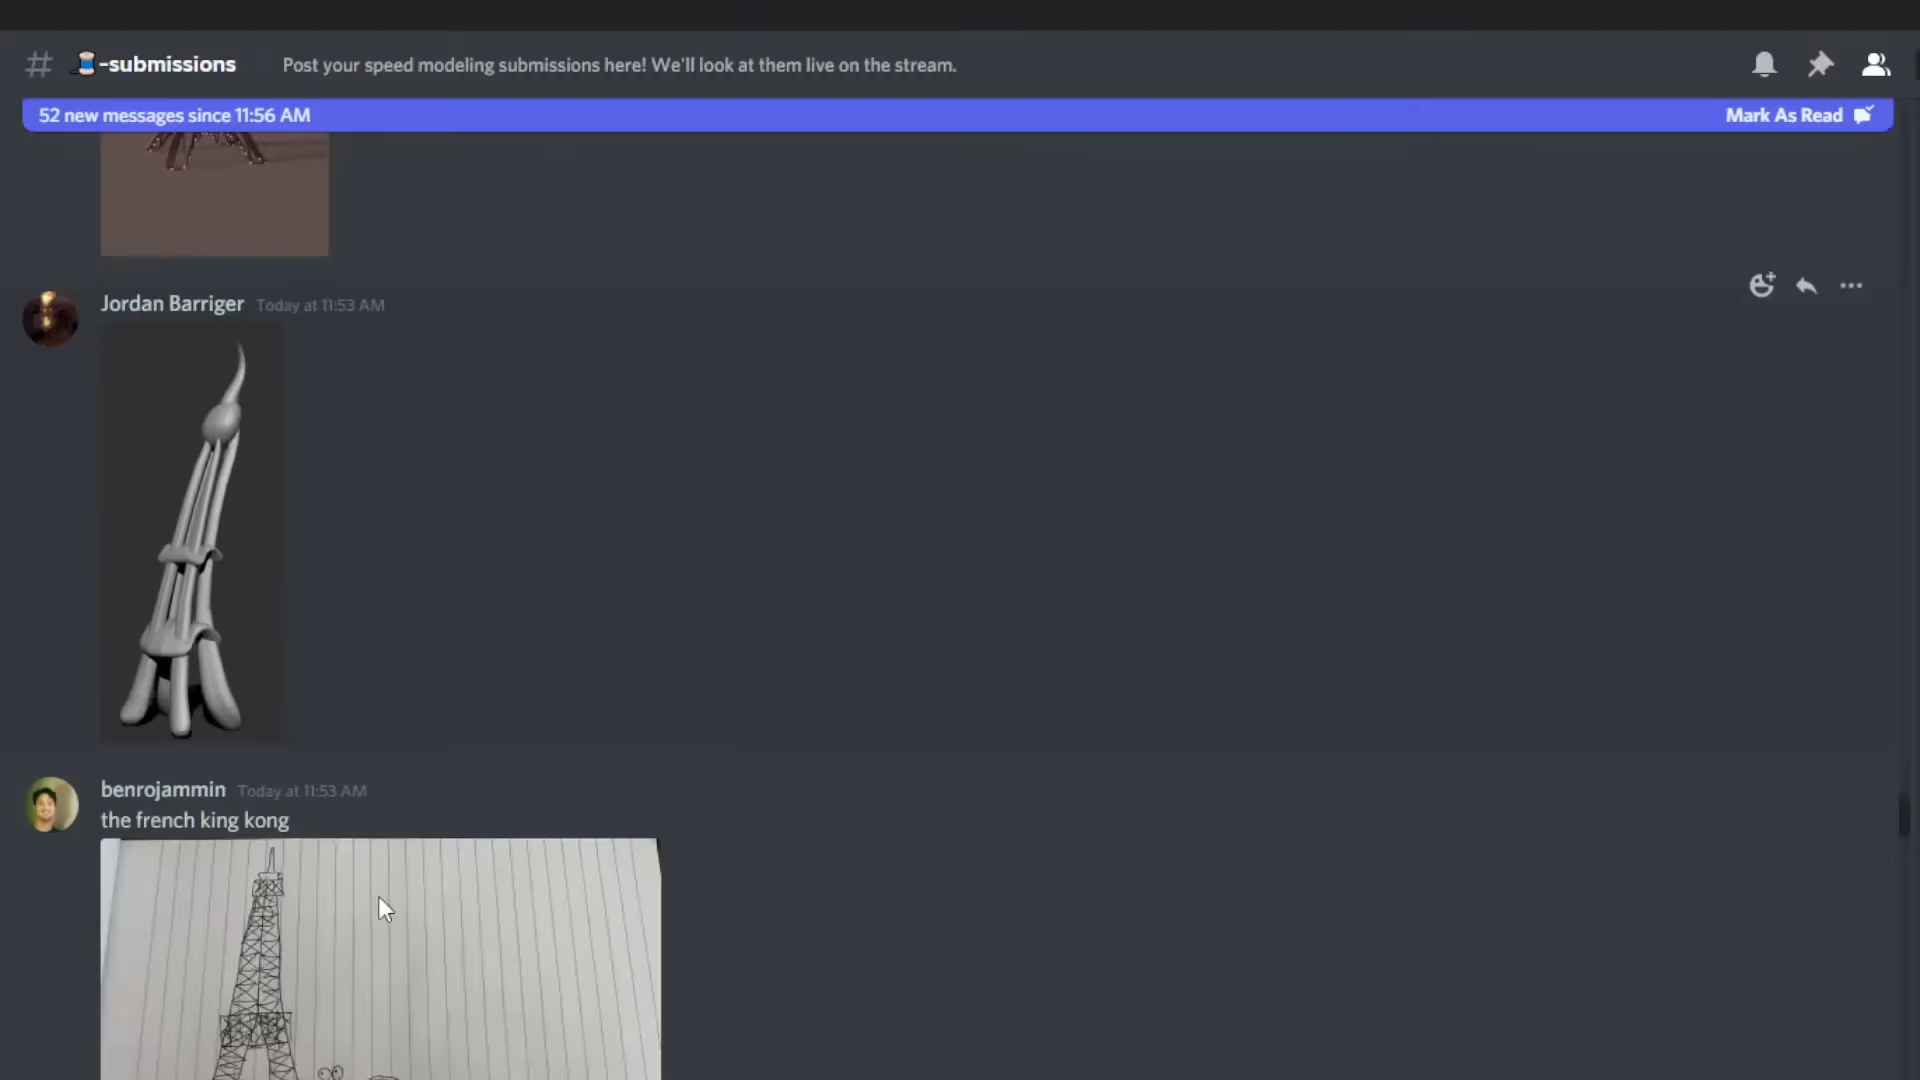 -submissions
Post your speed modeling submissions here! We'll look at them live on the stream.
52 new messages since 11:56 AM
Mark As Read
Jordan Barriger Today at 11:53 AM
benrojammin Today at 11:53 AM
the french king kong